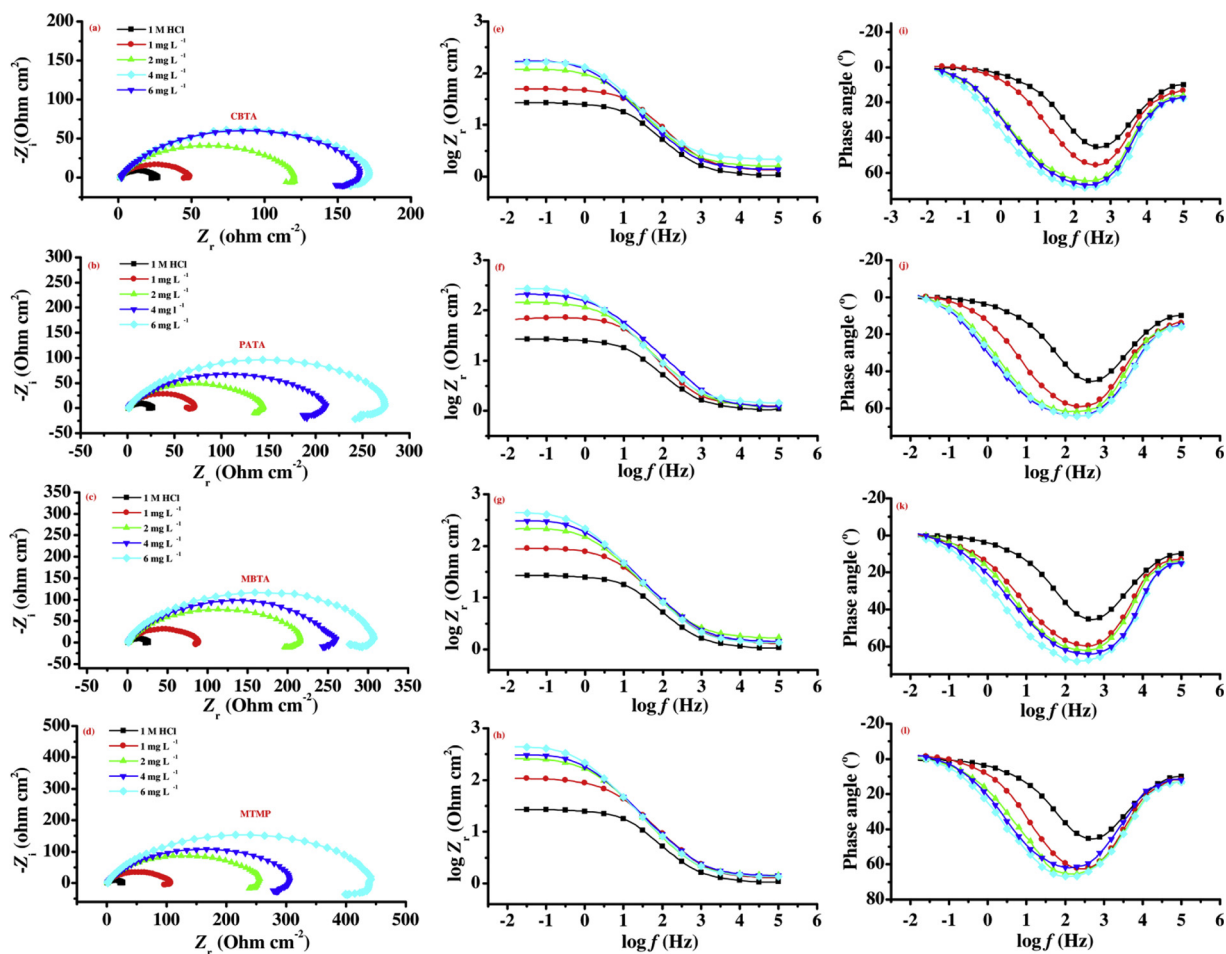 (a)
200
150
100
50
0
-Zᵢ(Ohm cm²)
1 M HCl
1 mg L ⁻¹
2 mg L ⁻¹
4 mg L ⁻¹
6 mg L ⁻¹
CBTA
0 50 100 150 200
Zᵣ (ohm cm⁻²)
(e)
3
2
1
0
log Zᵣ (Ohm cm²)
-2 -1 0 1 2 3 4 5 6
log f (Hz)
(i)
-20
0
20
40
60
Phase angle (°)
-3 -2 -1 0 1 2 3 4 5 6
log f (Hz)
(b)
300
250
200
150
100
50
0
-50
-Zᵢ (Ohm cm²)
1 M HCl
1 mg L ⁻¹
2 mg L ⁻¹
4 mg l ⁻¹
6 mg L ⁻¹
PATA
-50 0 50 100 150 200 250 300
Zᵣ (Ohm cm⁻²)
(f)
3
2
1
0
log Zᵣ (Ohm cm²)
-2 -1 0 1 2 3 4 5 6
log f (Hz)
(j)
-20
0
20
40
60
Phase angle (°)
-2 -1 0 1 2 3 4 5 6
log f (Hz)
(c)
350
300
250
200
150
100
50
0
-50
-Zᵢ (Ohm cm²)
1 M HCl
1 mg L ⁻¹
2 mg L ⁻¹
4 mg L ⁻¹
6 mg L ⁻¹
MBTA
-50 0 50 100 150 200 250 300 350
Zᵣ (Ohm cm⁻²)
(g)
3
2
1
0
log Zᵣ (Ohm cm²)
-2 -1 0 1 2 3 4 5 6
log f (Hz)
(k)
-20
0
20
40
60
Phase angle (°)
-2 -1 0 1 2 3 4 5 6
log f (Hz)
(d)
500
400
300
200
100
0
-Zᵢ (Ohm cm²)
1 M HCl
1 mg L ⁻¹
2 mg L ⁻¹
4 mg L ⁻¹
6 mg L ⁻¹
MTMP
0 100 200 300 400 500
Zᵣ (Ohm cm⁻²)
(h)
3
2
1
0
log Zᵣ (Ohm cm²)
-2 -1 0 1 2 3 4 5 6
log f (Hz)
(l)
-20
0
20
40
60
80
Phase angle (°)
-2 -1 0 1 2 3 4 5 6
log f (Hz)